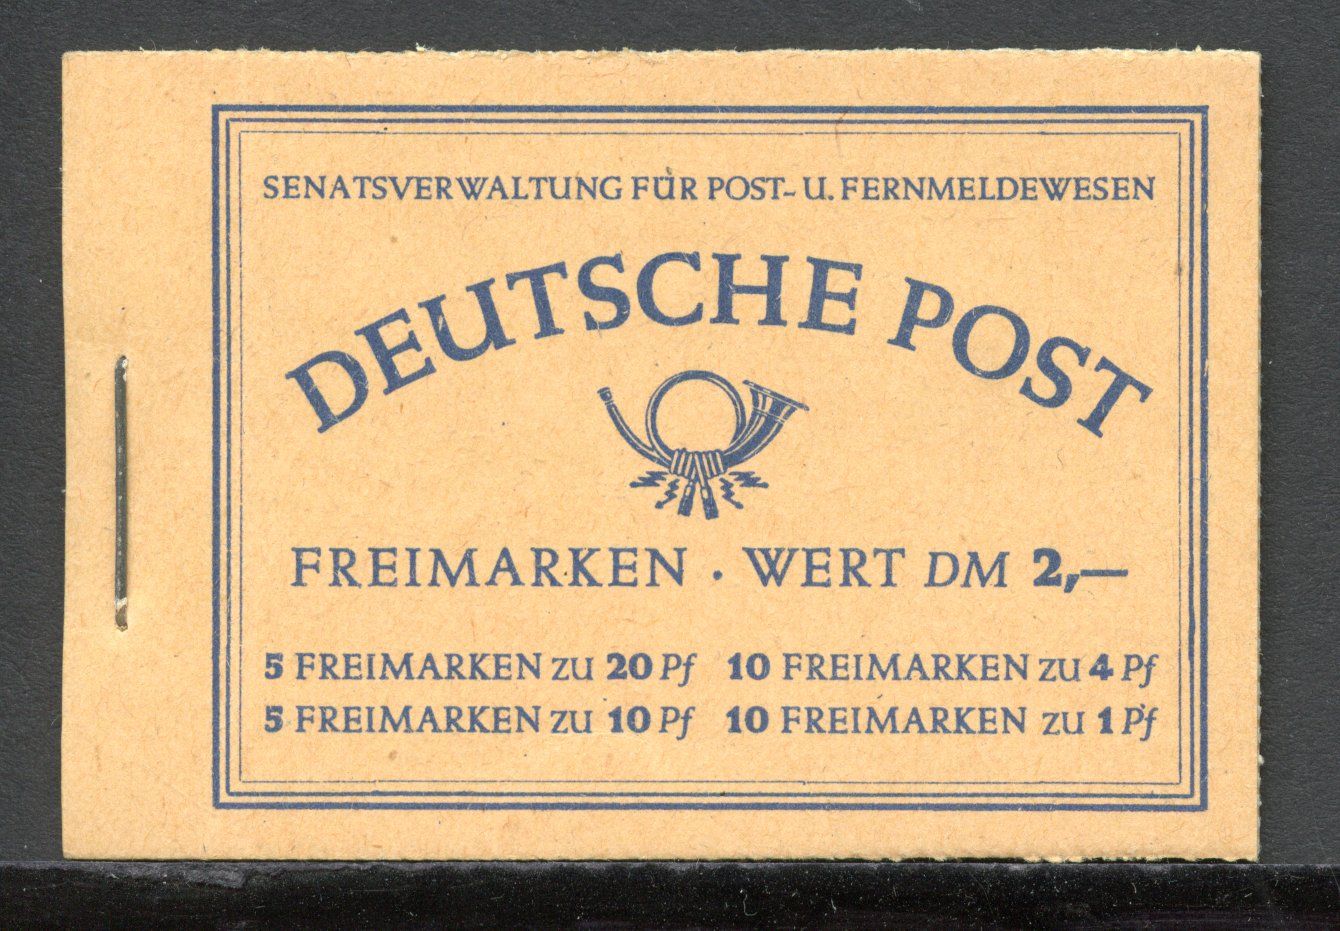 SENATSVERWALTUNG FÜR POST- U. FERNMELDEWESEN
DEUTSCHE POST
FREIMARKEN · WERT DM 2,—
5 FREIMARKEN ZU 20 Pf 10 FREIMARKEN ZU 4 Pf
5 FREIMARKEN ZU 10 Pf 10 FREIMARKEN ZU 1 Pf